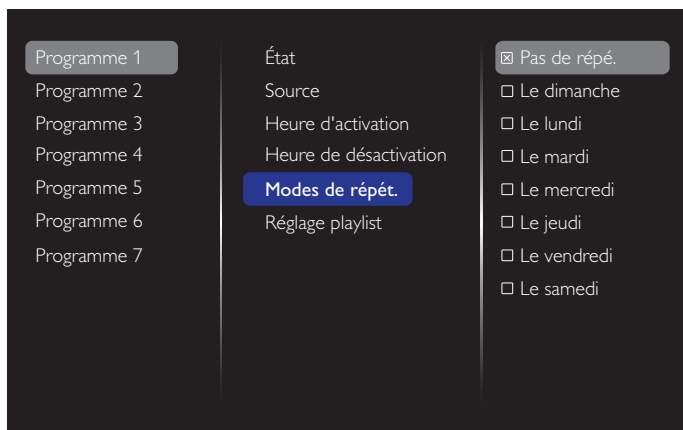 Programme 1
Programme 2
Programme 3
Programme 4
Programme 5
Programme 6
Programme 7
État
Source
Heure d'activation
Heure de désactivation
Modes de répét.
Réglage playlist
Pas de répé.
Le dimanche
Le lundi
Le mardi
Le mercredi
Le jeudi
Le vendredi
Le samedi